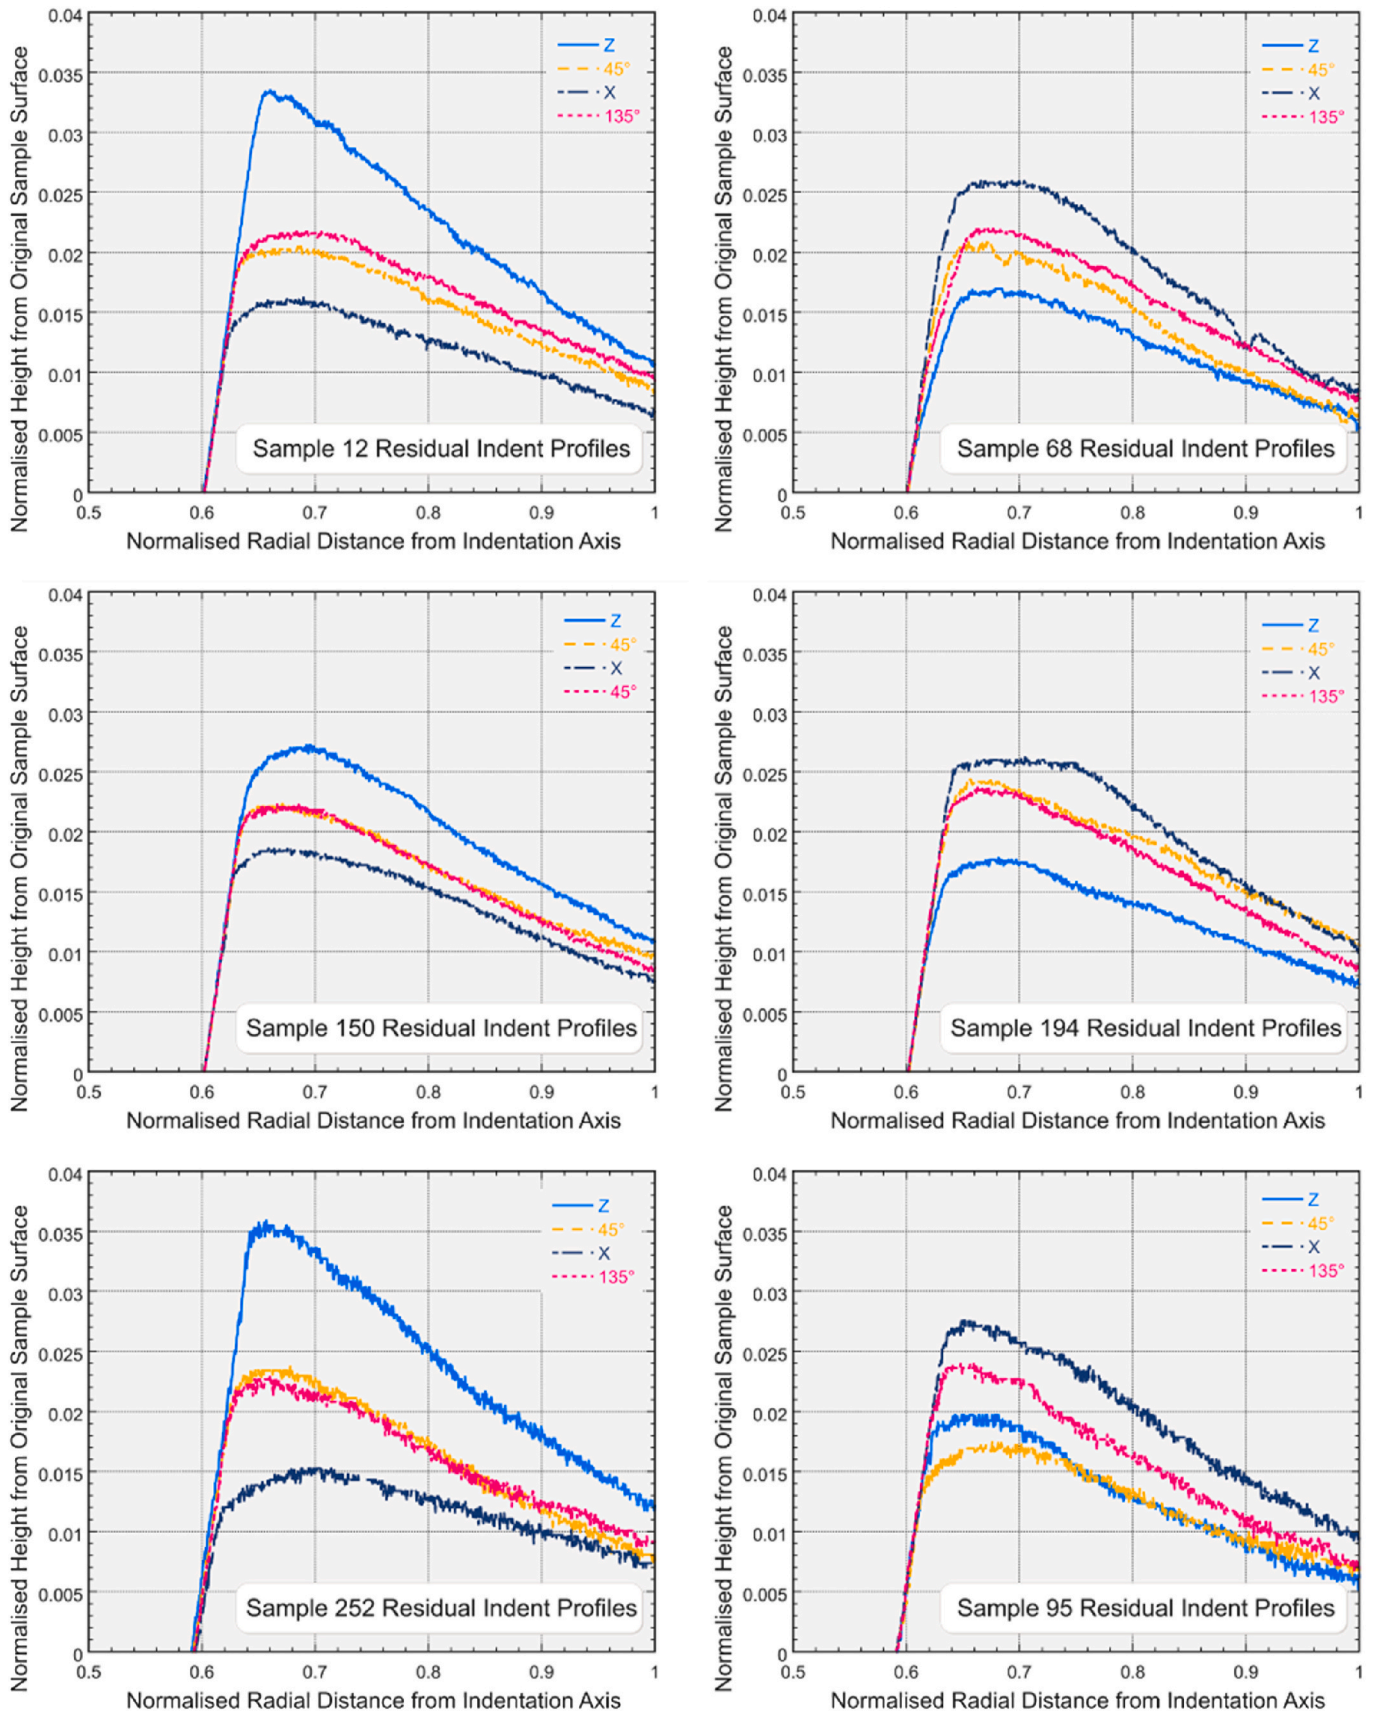 Normalised Height from Original Sample Surface
0.04
0.035
0.03
0.025
0.02
0.015
0.01
0.005
0
Z
45°
X
135°
Sample 12 Residual Indent Profiles
0.5 0.6 0.7 0.8 0.9 1
Normalised Radial Distance from Indentation Axis
Normalised Height from Original Sample Surface
0.04
0.035
0.03
0.025
0.02
0.015
0.01
0.005
0
Z
45°
X
135°
Sample 68 Residual Indent Profiles
0.5 0.6 0.7 0.8 0.9 1
Normalised Radial Distance from Indentation Axis
Normalised Height from Original Sample Surface
0.04
0.035
0.03
0.025
0.02
0.015
0.01
0.005
0
Z
45°
X
45°
Sample 150 Residual Indent Profiles
0.5 0.6 0.7 0.8 0.9 1
Normalised Radial Distance from Indentation Axis
Normalised Height from Original Sample Surface
0.04
0.035
0.03
0.025
0.02
0.015
0.01
0.005
0
Z
45°
X
135°
Sample 194 Residual Indent Profiles
0.5 0.6 0.7 0.8 0.9 1
Normalised Radial Distance from Indentation Axis
Normalised Height from Original Sample Surface
0.04
0.035
0.03
0.025
0.02
0.015
0.01
0.005
0
Z
45°
X
135°
Sample 252 Residual Indent Profiles
0.5 0.6 0.7 0.8 0.9 1
Normalised Radial Distance from Indentation Axis
Normalised Height from Original Sample Surface
0.04
0.035
0.03
0.025
0.02
0.015
0.01
0.005
0
Z
45°
X
135°
Sample 95 Residual Indent Profiles
0.5 0.6 0.7 0.8 0.9 1
Normalised Radial Distance from Indentation Axis